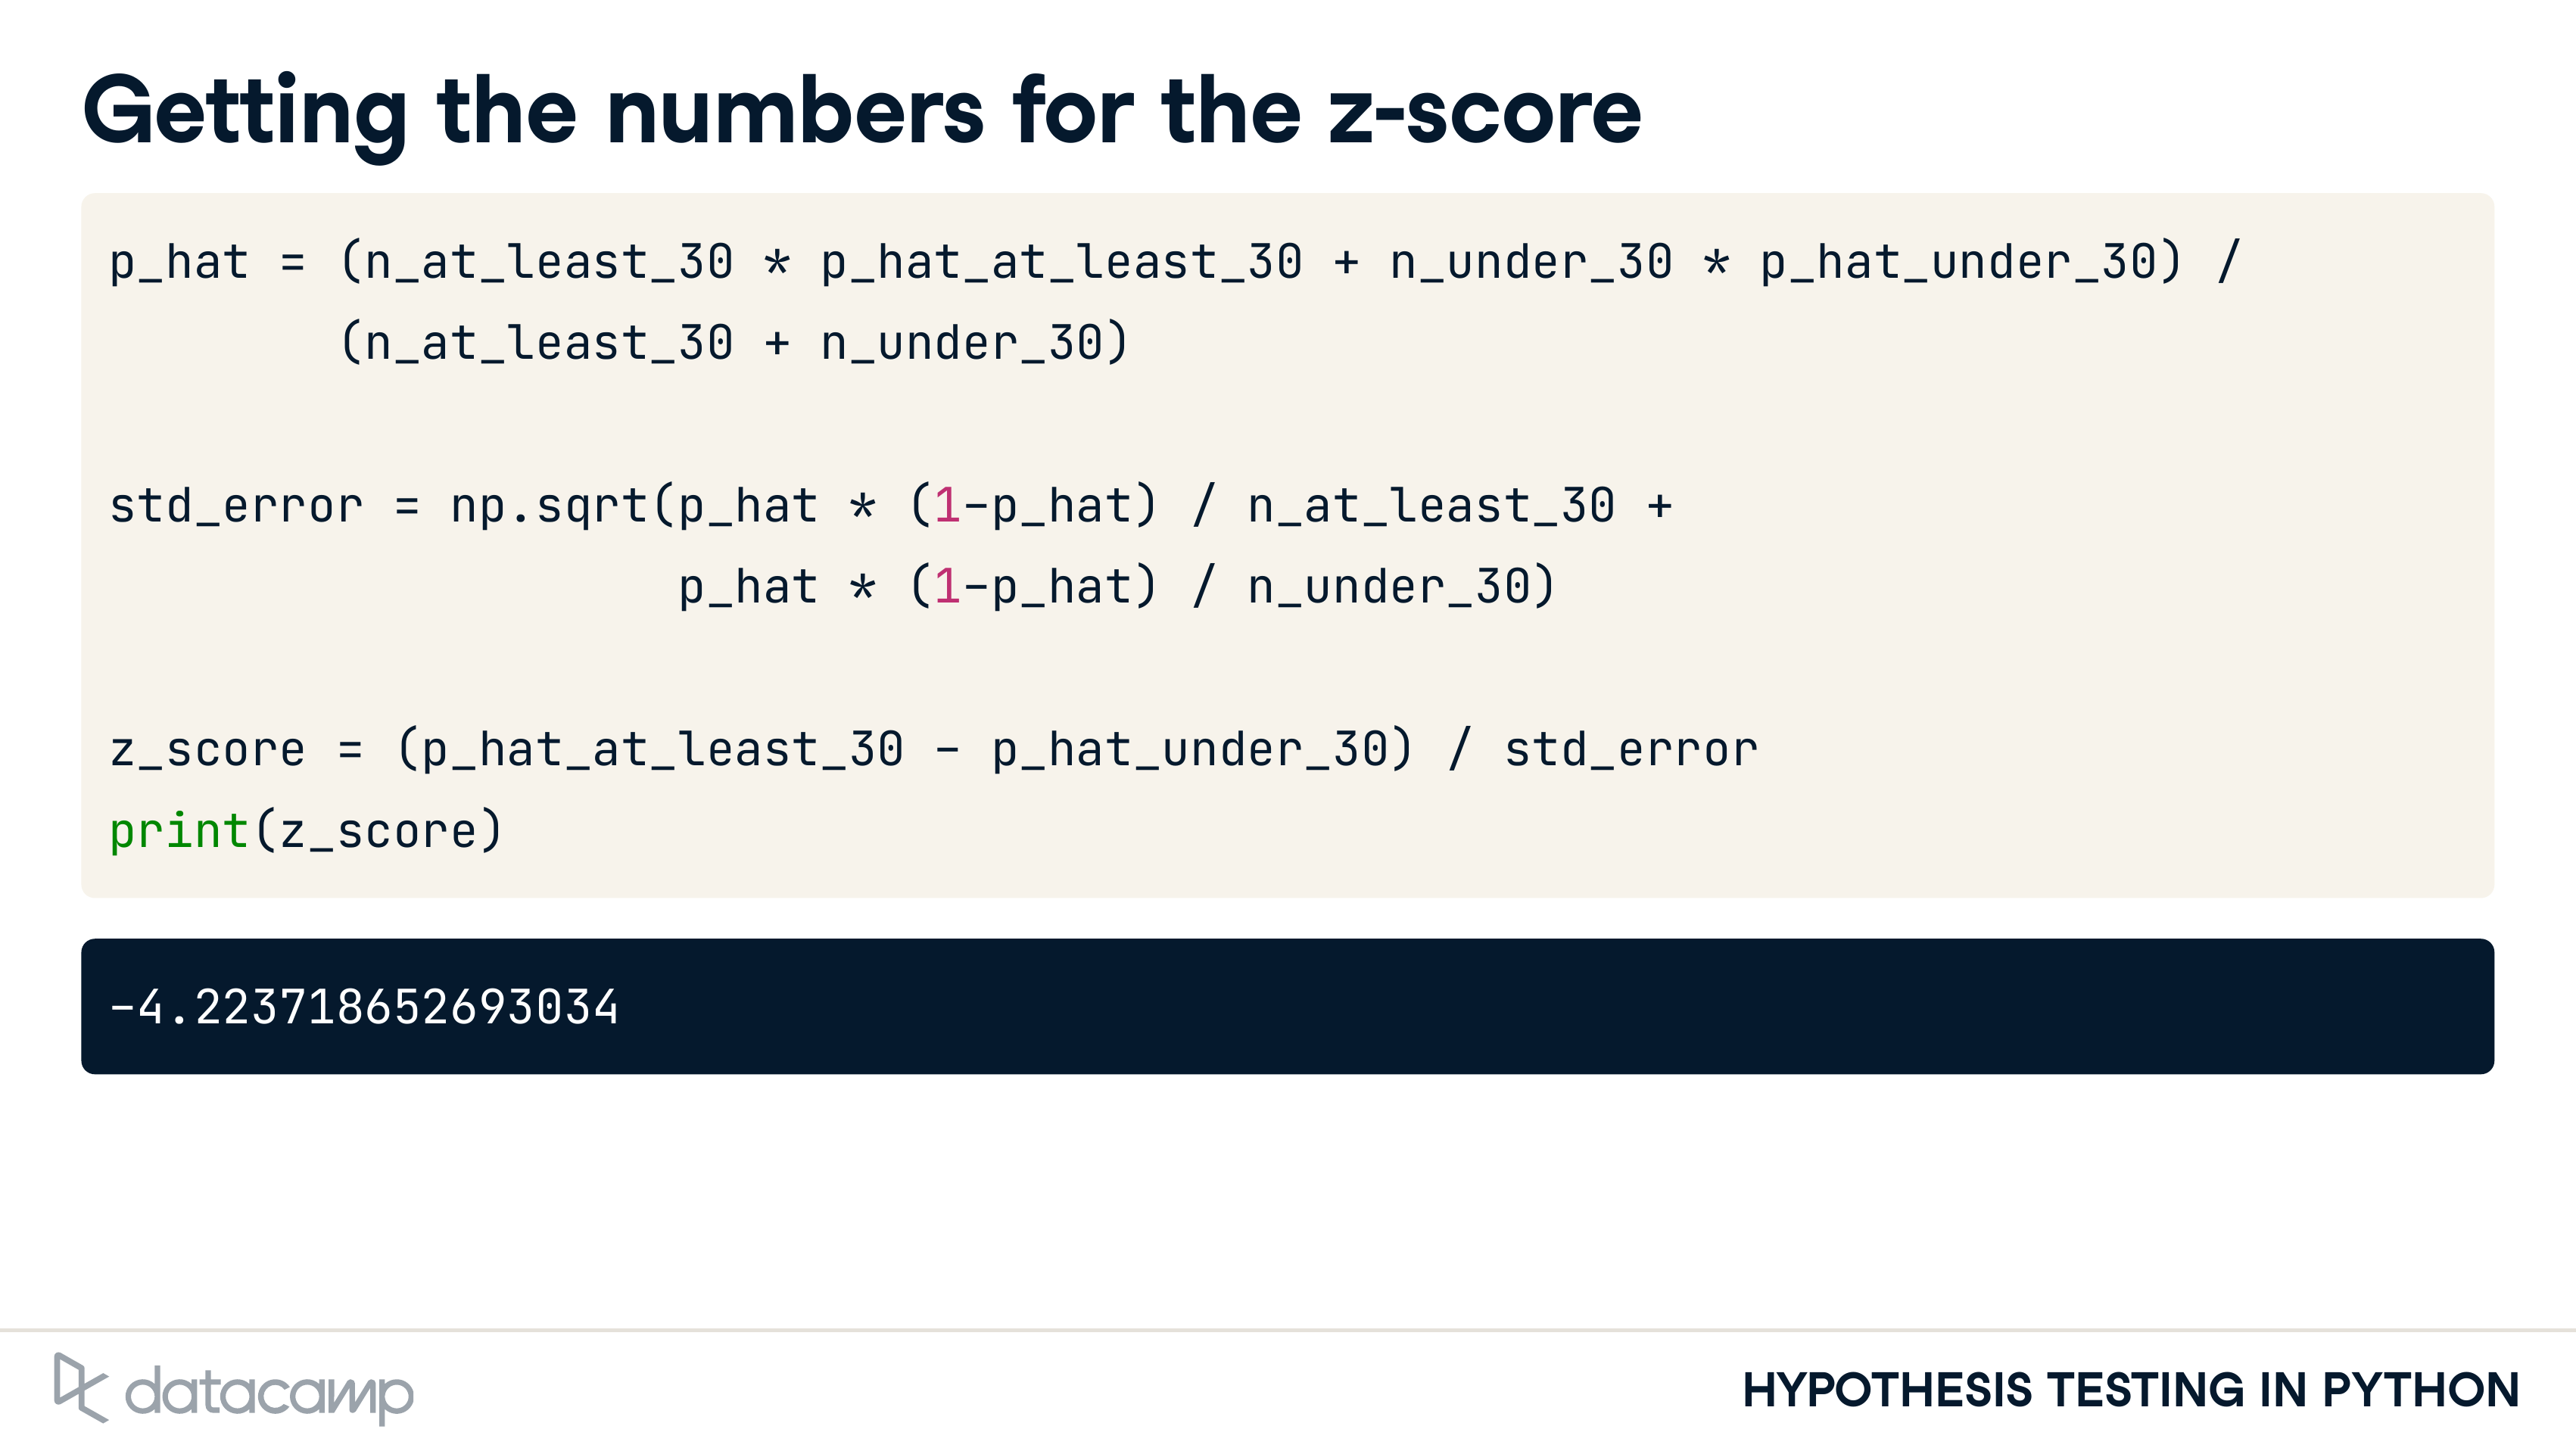 Getting the numbers for the z-score
p_hat = (n_at_least_30 * p_hat_at_least_30 + n_under_30 * p_hat_under_30) /
(n_at_least_30 + n_under_30)
std_error = np.sqrt(p_hat * (1-p_hat) / n_at_least_30 +
p_hat * (1-p_hat) / n_under_30)
z_score = (p_hat_at_least_30 - p_hat_under_30) / std_error
print(z_score)
-4.223718652693034
datacamp
HYPOTHESIS TESTING IN PYTHON